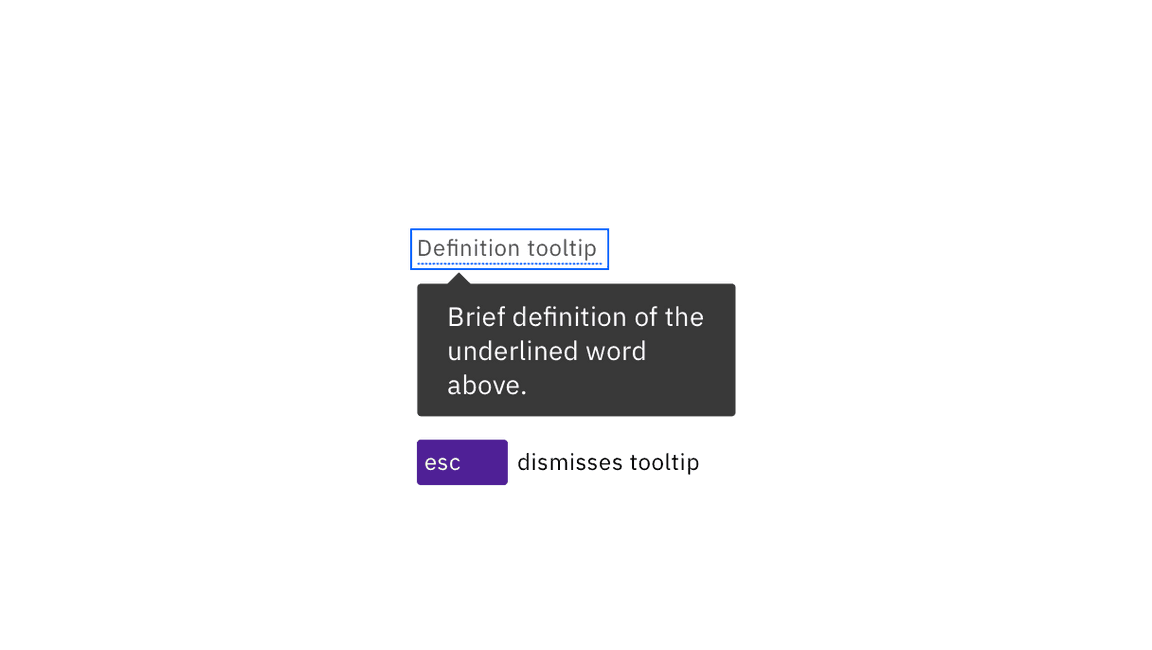 Definition tooltip
Brief definition of the
underlined word
above.
esc dismisses tooltip